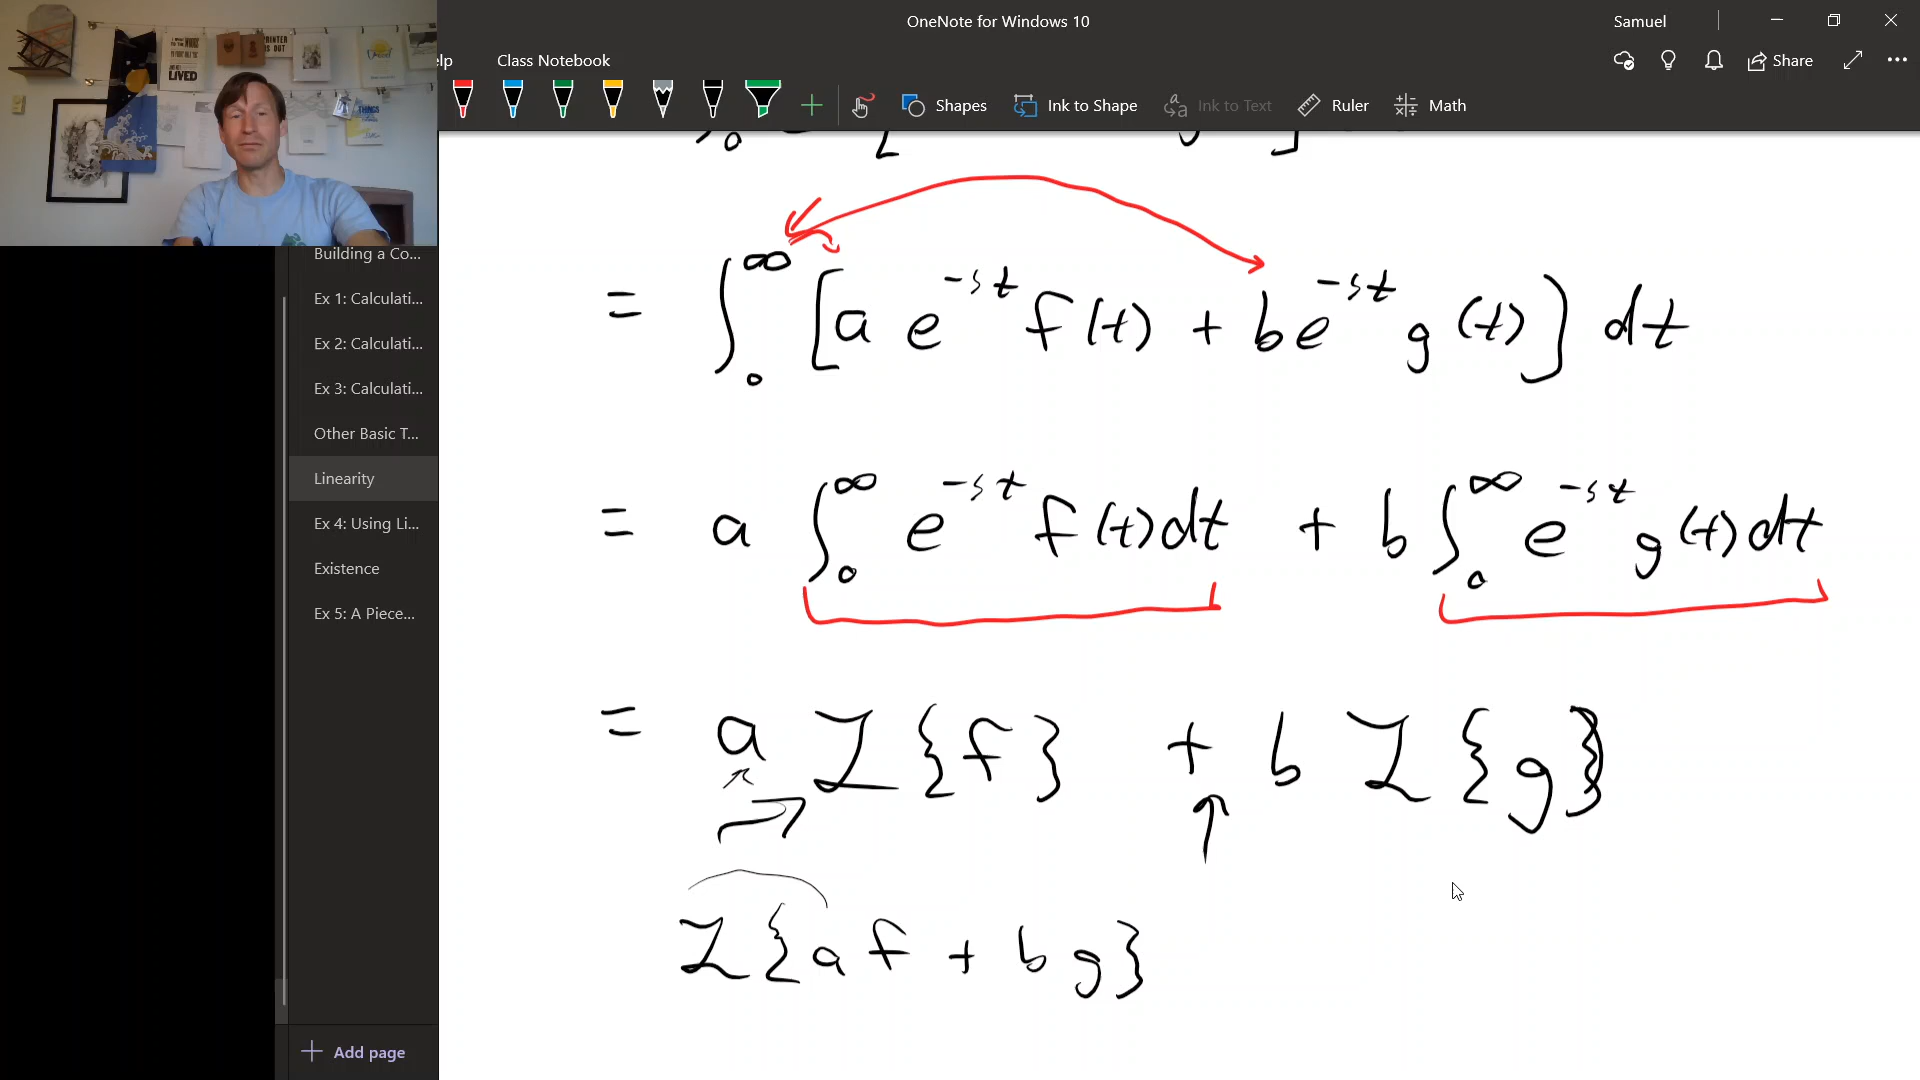 OneNote for Windows 10
Samuel
elp
Class Notebook
Share
Shapes
Ink to Shape
Ink to Text
Ruler
Math
LIVED
Building a Co...
Ex 1: Calculati...
Ex 2: Calculati...
Ex 3: Calculati...
Other Basic T...
Linearity
Ex 4: Using Li...
Existence
Ex 5: A Piece...
Add page
= ∫₀^∞ [a e^{-st} f(t) + b e^{-st} g(t)] dt
= a ∫₀^∞ e^{-st} f(t) dt + b ∫₀^∞ e^{-st} g(t) dt
= a ℒ{f} + b ℒ{g}
ℒ{af + bg}